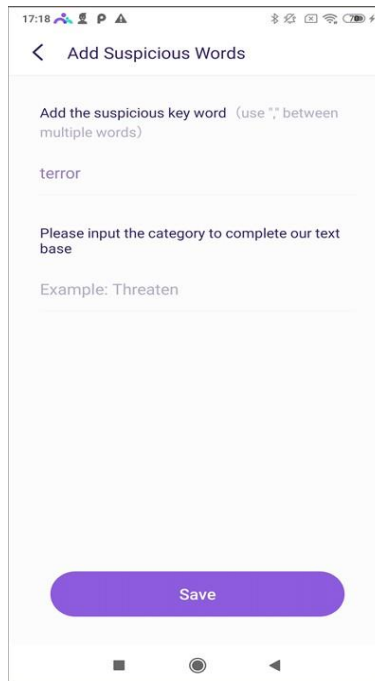 17:18
Add Suspicious Words
Add the suspicious key word（use "," between
multiple words）
terror
Please input the category to complete our text
base
Example: Threaten
Save